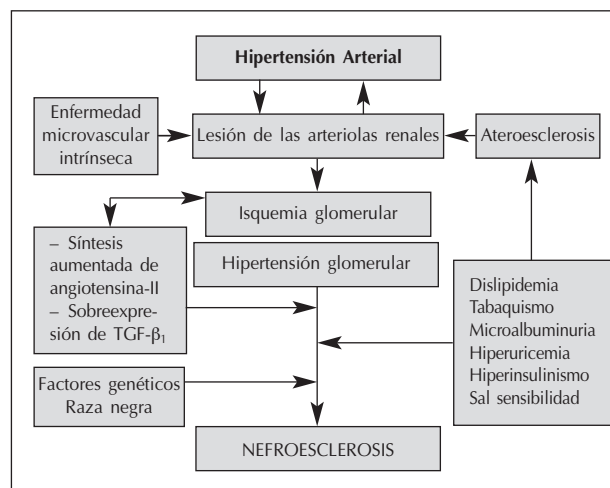 Hipertensión Arterial
Enfermedad
microvascular
intrínseca
Lesión de las arteriolas renales
Ateroesclerosis
Isquemia glomerular
– Síntesis
aumentada de
angiotensina-II
– Sobreexpre-
sión de TGF-β₁
Hipertensión glomerular
Dislipidemia
Tabaquismo
Microalbuminuria
Hiperuricemia
Hiperinsulinismo
Sal sensibilidad
Factores genéticos
Raza negra
NEFROESCLEROSIS